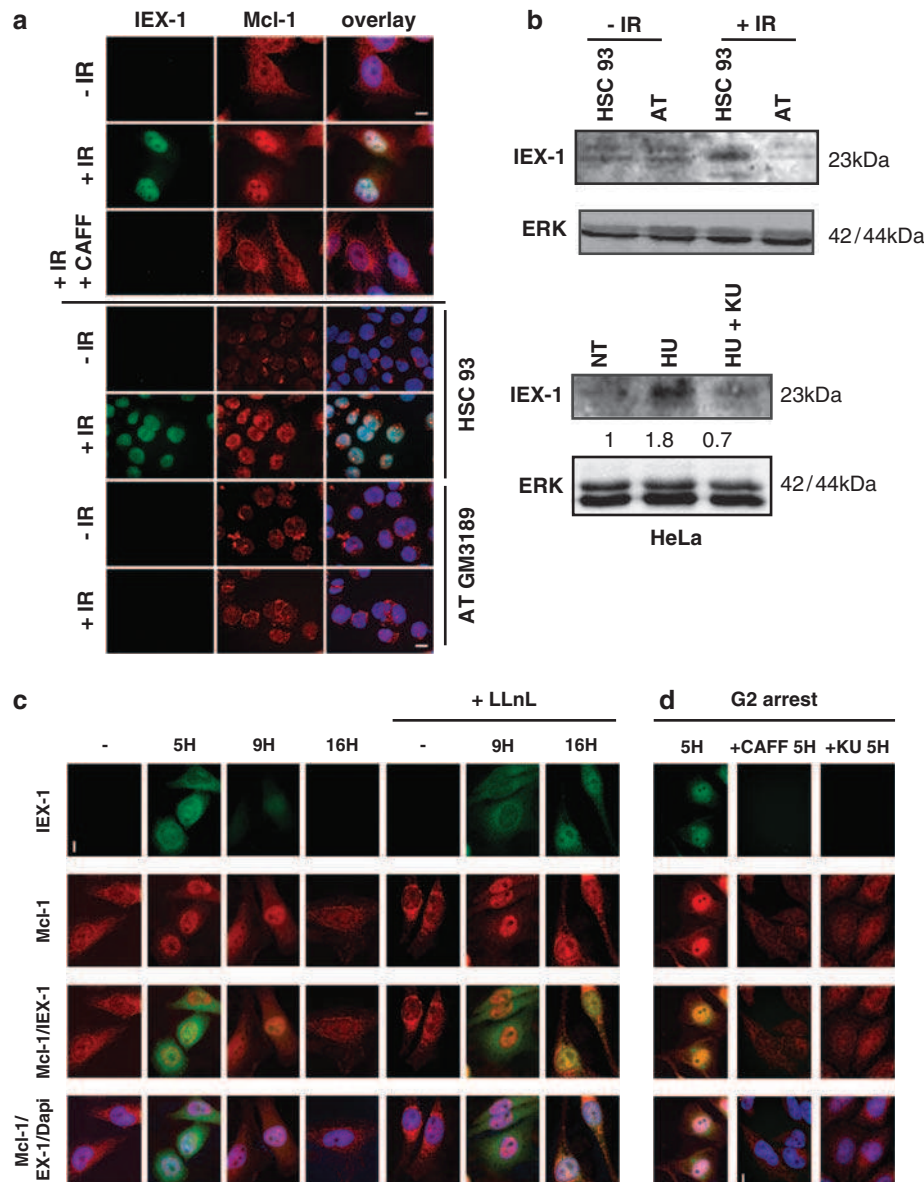 a
IEX-1 Mcl-1 overlay
- IR
+ IR
+ IR
+ CAFF
- IR
+ IR
HSC 93
- IR
+ IR
AT GM3189
b
- IR + IR
HSC 93 AT HSC 93 AT
IEX-1 23kDa
ERK 42/44kDa
NT HU HU + KU
IEX-1 23kDa
1 1.8 0.7
ERK 42/44kDa
HeLa
c
+ LLnL
- 5H 9H 16H - 9H 16H
IEX-1
Mcl-1
Mcl-1/IEX-1
Mcl-1/
EX-1/Dapi
d
G2 arrest
5H +CAFF 5H +KU 5H